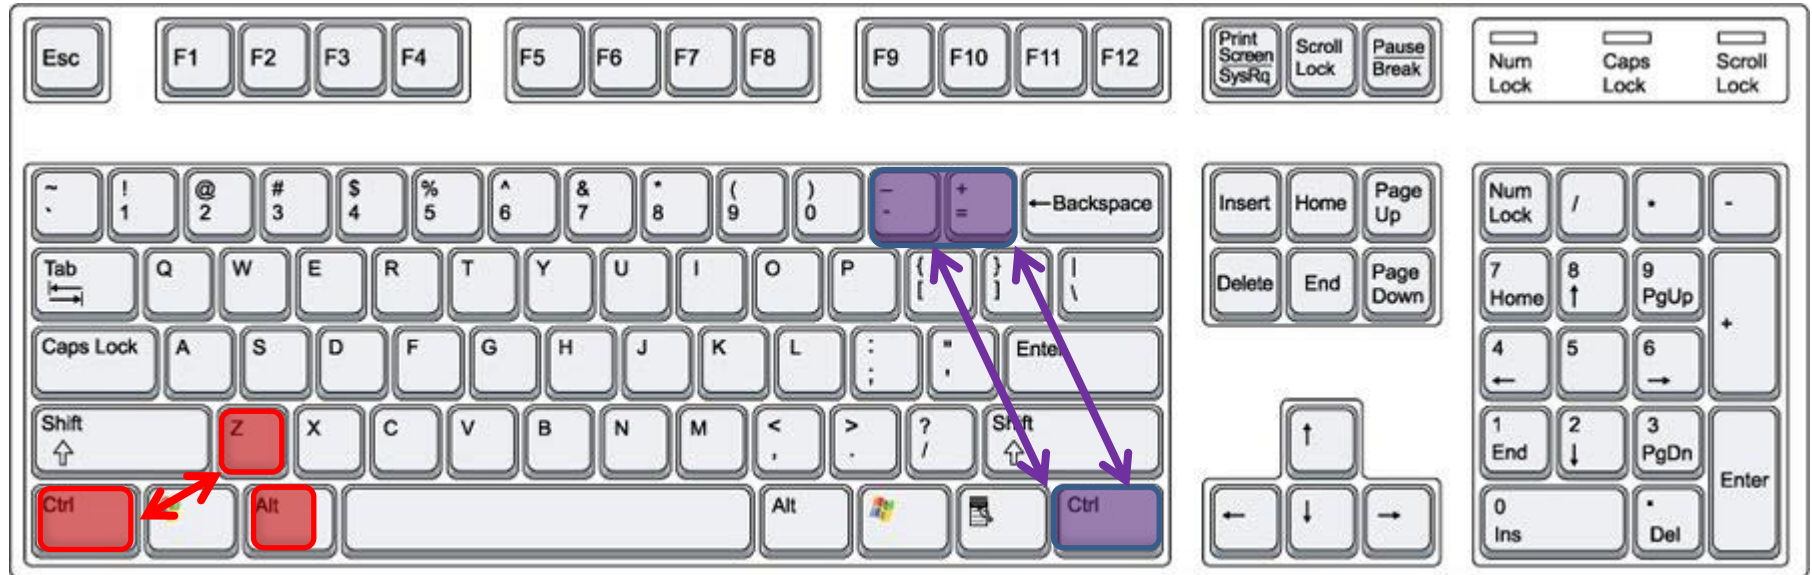 Esc F1 F2 F3 F4 F5 F6 F7 F8 F9 F10 F11 F12
Print
Screen
SysRq
Scroll
Lock
Pause
Break
Num
Lock
Caps
Lock
Scroll
Lock
~ ! @ # $ % ^ & * ( ) – +
` 1 2 3 4 5 6 7 8 9 0 - = ←Backspace
Insert Home Page
Up
Num
Lock
/ * -
Tab Q W E R T Y U I O P { } |
[ ] \
Delete End Page
Down
7 8 9
Home ↑ PgUp
+
Caps Lock A S D F G H J K L : " Enter
; '
4 5 6
← →
Shift Z X C V B N M < > ? Shift
⇧ , . / ⇧
↑
1 2 3
End ↓ PgDn
Enter
Ctrl Alt Alt Ctrl
← ↓ →
0 .
Ins Del